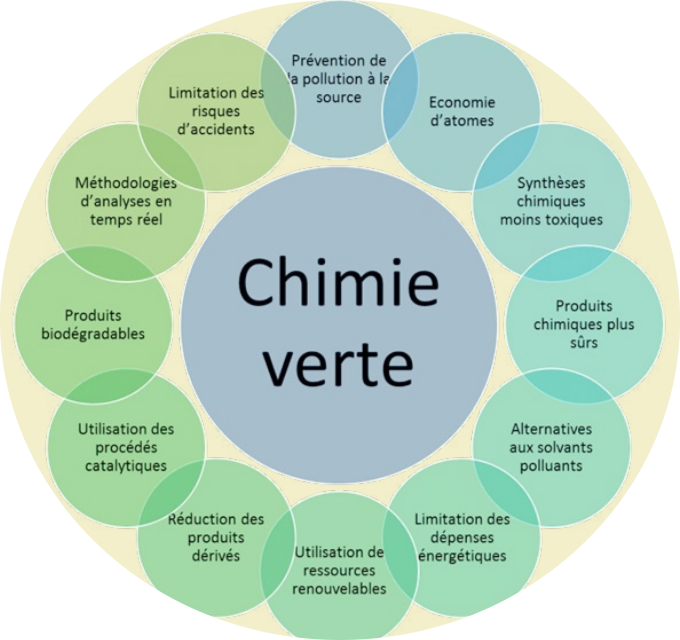 Prévention de
la pollution à la
source
Economie
d’atomes
Synthèses
chimiques
moins toxiques
Produits
chimiques plus
sûrs
Alternatives
aux solvants
polluants
Limitation des
dépenses
énergétiques
Utilisation de
ressources
renouvelables
Réduction des
produits
dérivés
Utilisation des
procédés
catalytiques
Produits
biodégradables
Méthodologies
d’analyses en
temps réel
Limitation des
risques
d’accidents
Chimie
verte